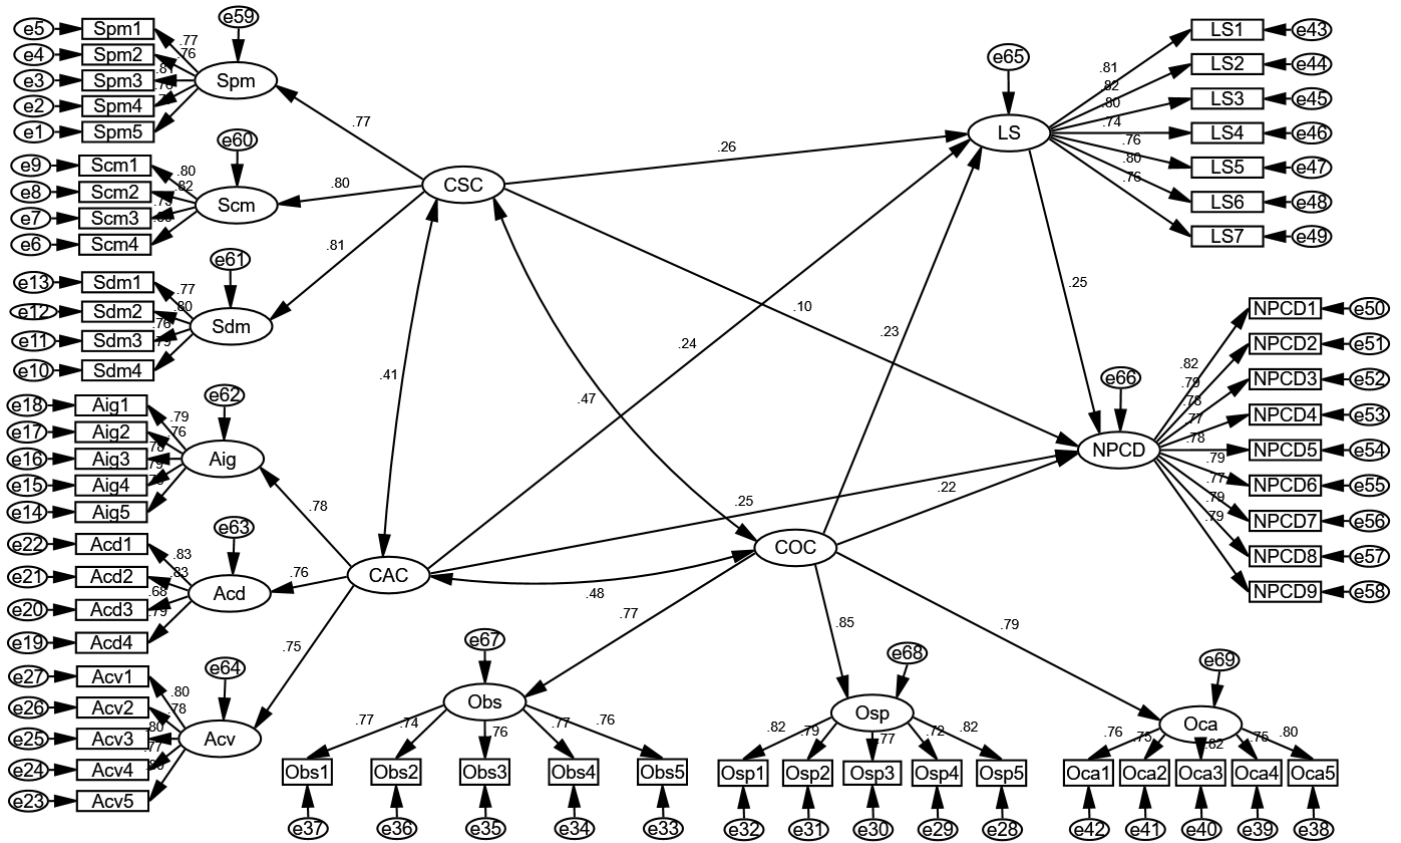 e5 Spm1
e4 Spm2
e3 Spm3
e2 Spm4
e1 Spm5
.77
.76
e59
Spm
e9 Scm1
e8 Scm2
e7 Scm3
e6 Scm4
.80
.82
e60
Scm
e13 Sdm1
e12 Sdm2
e11 Sdm3
e10 Sdm4
.77
.80
.76
.79
e61
Sdm
.77
.80
.81
CSC
.26
.10
.41
.47
.24
.23
e65
LS
.81
.82
.80
.74
.76
.80
.76
LS1 e43
LS2 e44
LS3 e45
LS4 e46
LS5 e47
LS6 e48
LS7 e49
.25
e66
NPCD
.82
.79
.78
.77
.78
.79
.77
.79
.79
NPCD1 e50
NPCD2 e51
NPCD3 e52
NPCD4 e53
NPCD5 e54
NPCD6 e55
NPCD7 e56
NPCD8 e57
NPCD9 e58
e18 Aig1
e17 Aig2
e16 Aig3
e15 Aig4
e14 Aig5
.79
.76
.78
.79
e62
Aig
e22 Acd1
e21 Acd2
e20 Acd3
e19 Acd4
.83
.83
.68
.79
e63
Acd
e27 Acv1
e26 Acv2
e25 Acv3
e24 Acv4
e23 Acv5
.80
.78
.80
.77
e64
Acv
.78
.76
.75
CAC
.25
.22
COC
.48
.77
.85
.79
e67
Obs
.77 .74 .76 .77 .76
Obs1 Obs2 Obs3 Obs4 Obs5
e37 e36 e35 e34 e33
e68
Osp
.82 .79 .77 .72 .82
Osp1 Osp2 Osp3 Osp4 Osp5
e32 e31 e30 e29 e28
e69
Oca
.76 .75 .82 .75 .80
Oca1 Oca2 Oca3 Oca4 Oca5
e42 e41 e40 e39 e38